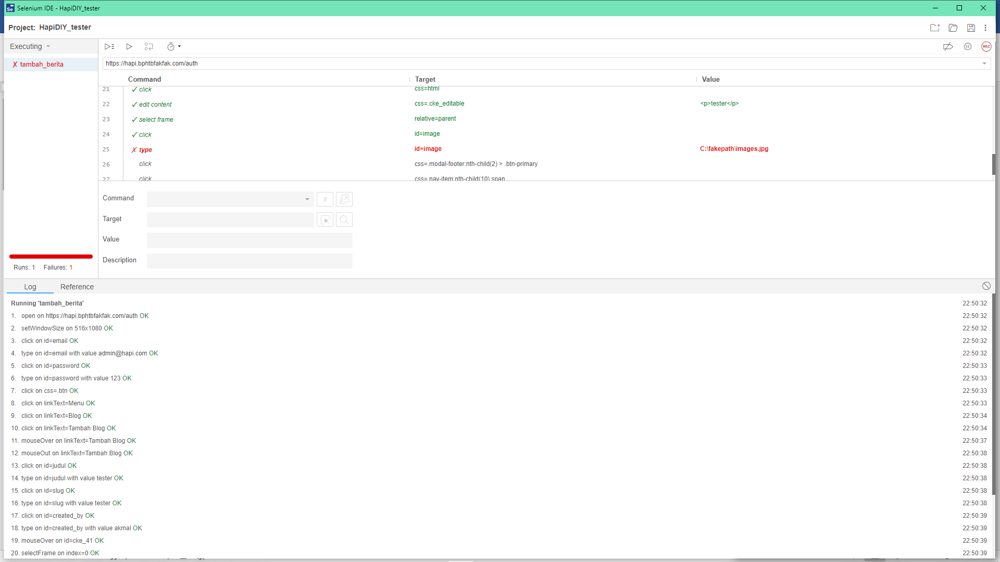 Selenium IDE - HapiDIY_tester
Project: HapiDIY_tester
Executing
tambah_berita
https://hapi.bphtbfakfak.com/auth
REC
Command Target Value
21 ✓ click css=html
22 ✓ edit content css=.cke_editable <p>tester</p>
23 ✓ select frame relative=parent
24 ✓ click id=image
25 ✗ type id=image C:\fakepath\images.jpg
26 click css=.modal-footer:nth-child(2) > .btn-primary
27 click css=.nav-item:nth-child(10) span
Command
//
Target
Value
Description
Runs: 1 Failures: 1
Log Reference
Running 'tambah_berita' 22:50:32
1. open on https://hapi.bphtbfakfak.com/auth OK 22:50:32
2. setWindowSize on 516x1080 OK 22:50:32
3. click on id=email OK 22:50:32
4. type on id=email with value admin@hapi.com OK 22:50:32
5. click on id=password OK 22:50:33
6. type on id=password with value 123 OK 22:50:33
7. click on css=.btn OK 22:50:33
8. click on linkText=Menu OK 22:50:33
9. click on linkText=Blog OK 22:50:34
10. click on linkText=Tambah Blog OK 22:50:34
11. mouseOver on linkText=Tambah Blog OK 22:50:37
12. mouseOut on linkText=Tambah Blog OK 22:50:38
13. click on id=judul OK 22:50:38
14. type on id=judul with value tester OK 22:50:38
15. click on id=slug OK 22:50:38
16. type on id=slug with value tester OK 22:50:38
17. click on id=created_by OK 22:50:39
18. type on id=created_by with value akmal OK 22:50:39
19. mouseOver on id=cke_41 OK 22:50:39
20. selectFrame on index=0 OK 22:50:39